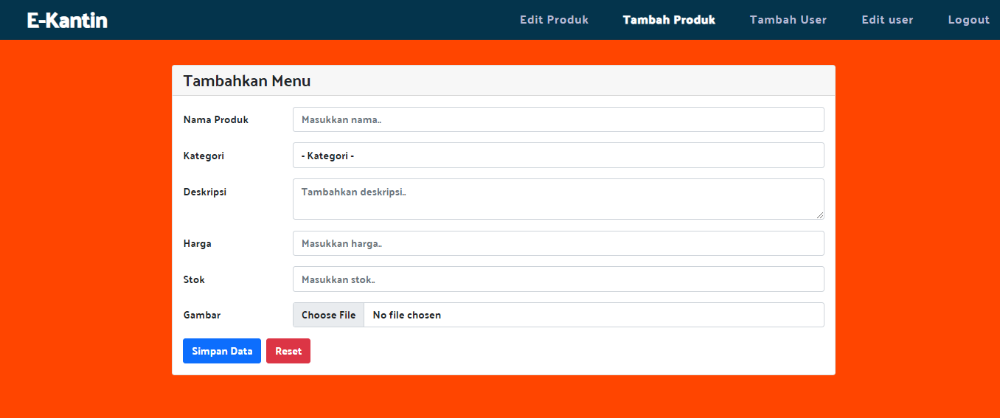 E-Kantin
Edit Produk
Tambah Produk
Tambah User
Edit user
Logout
Tambahkan Menu
Nama Produk
Masukkan nama..
Kategori
- Kategori -
Deskripsi
Tambahkan deskripsi..
Harga
Masukkan harga..
Stok
Masukkan stok..
Gambar
Choose File
No file chosen
Simpan Data
Reset